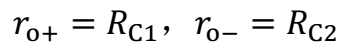 r_{o+} = R_{C1}, r_{o−} = R_{C2}